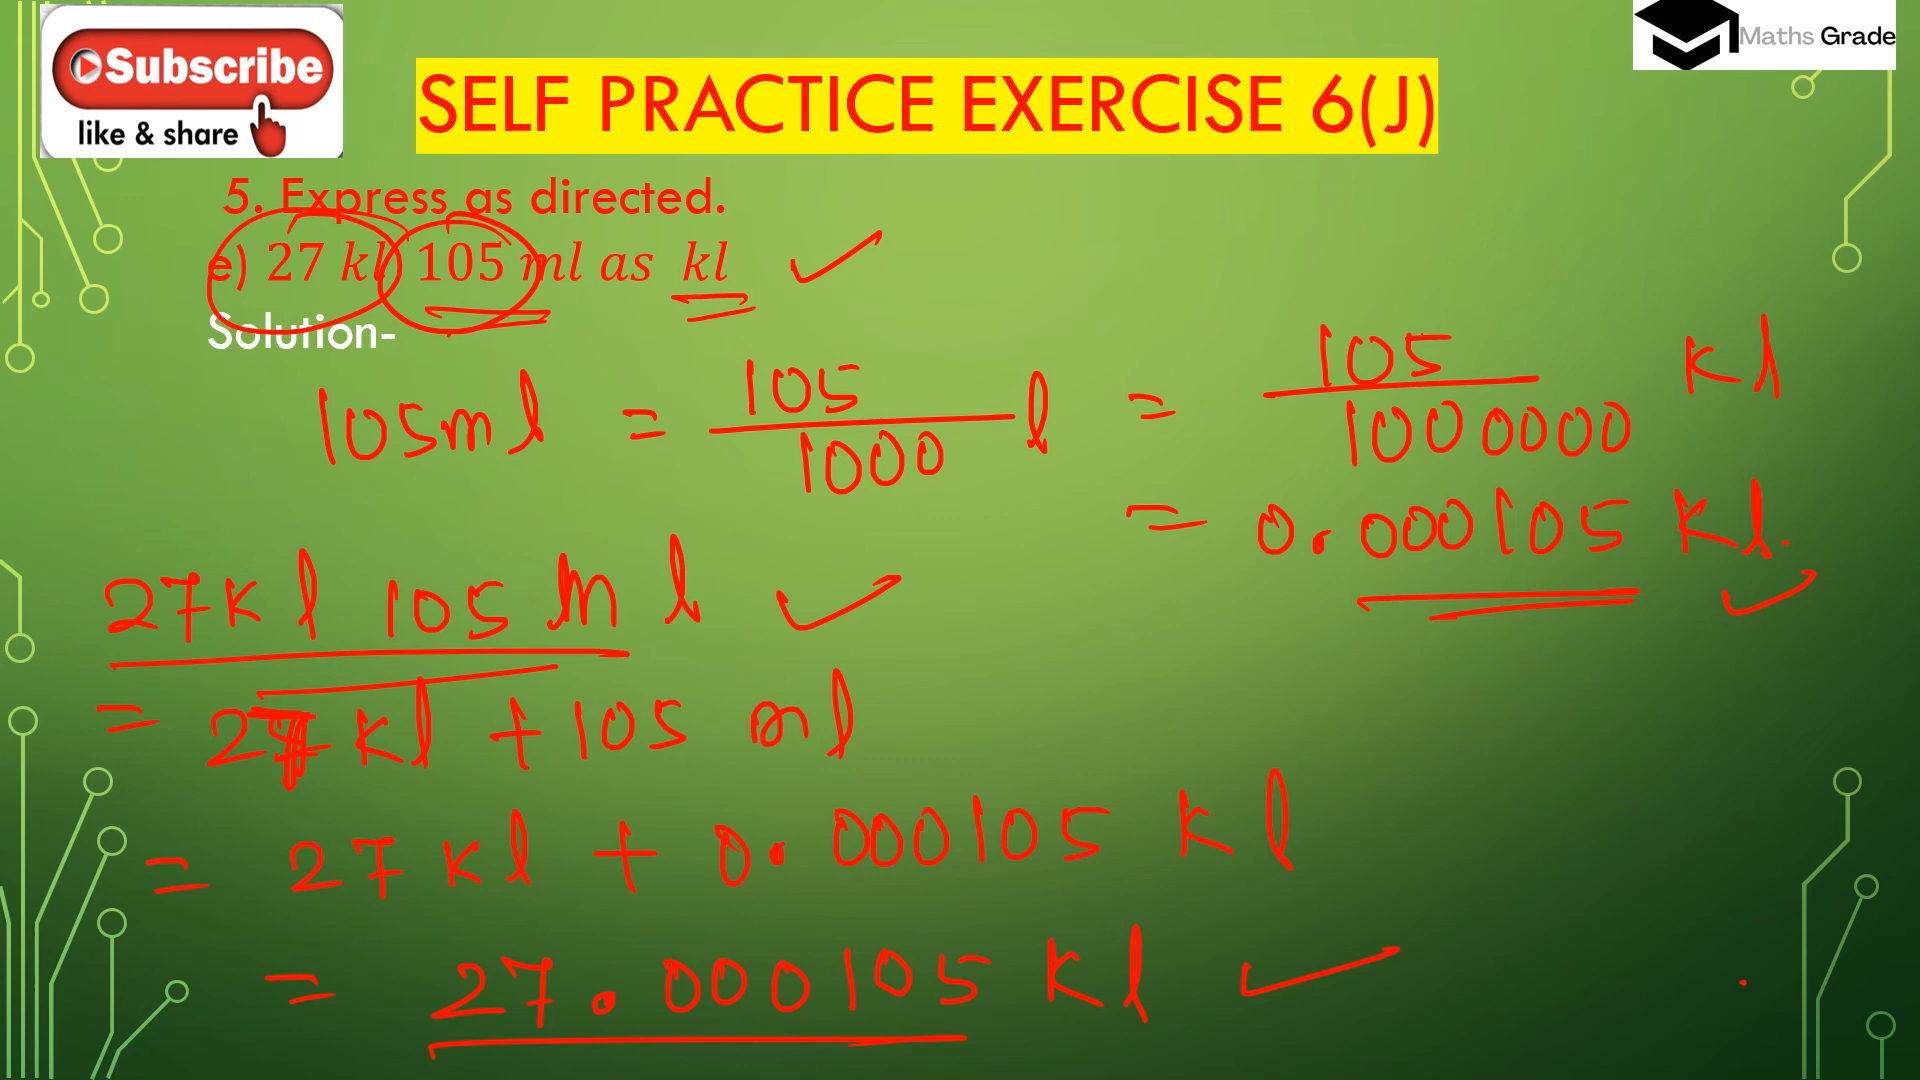 Subscribe
like & share
Maths Grade
SELF PRACTICE EXERCISE 6(J)
5. Express as directed.
e) 27 kl 105 ml as kl
Solution-
105ml = 105/1000 l = 105/1000000 kl
= 0.000105 kl.
27kl 105 ml
= 27 kl + 105 ml
= 27 kl + 0.000105 kl
= 27.000105 kl